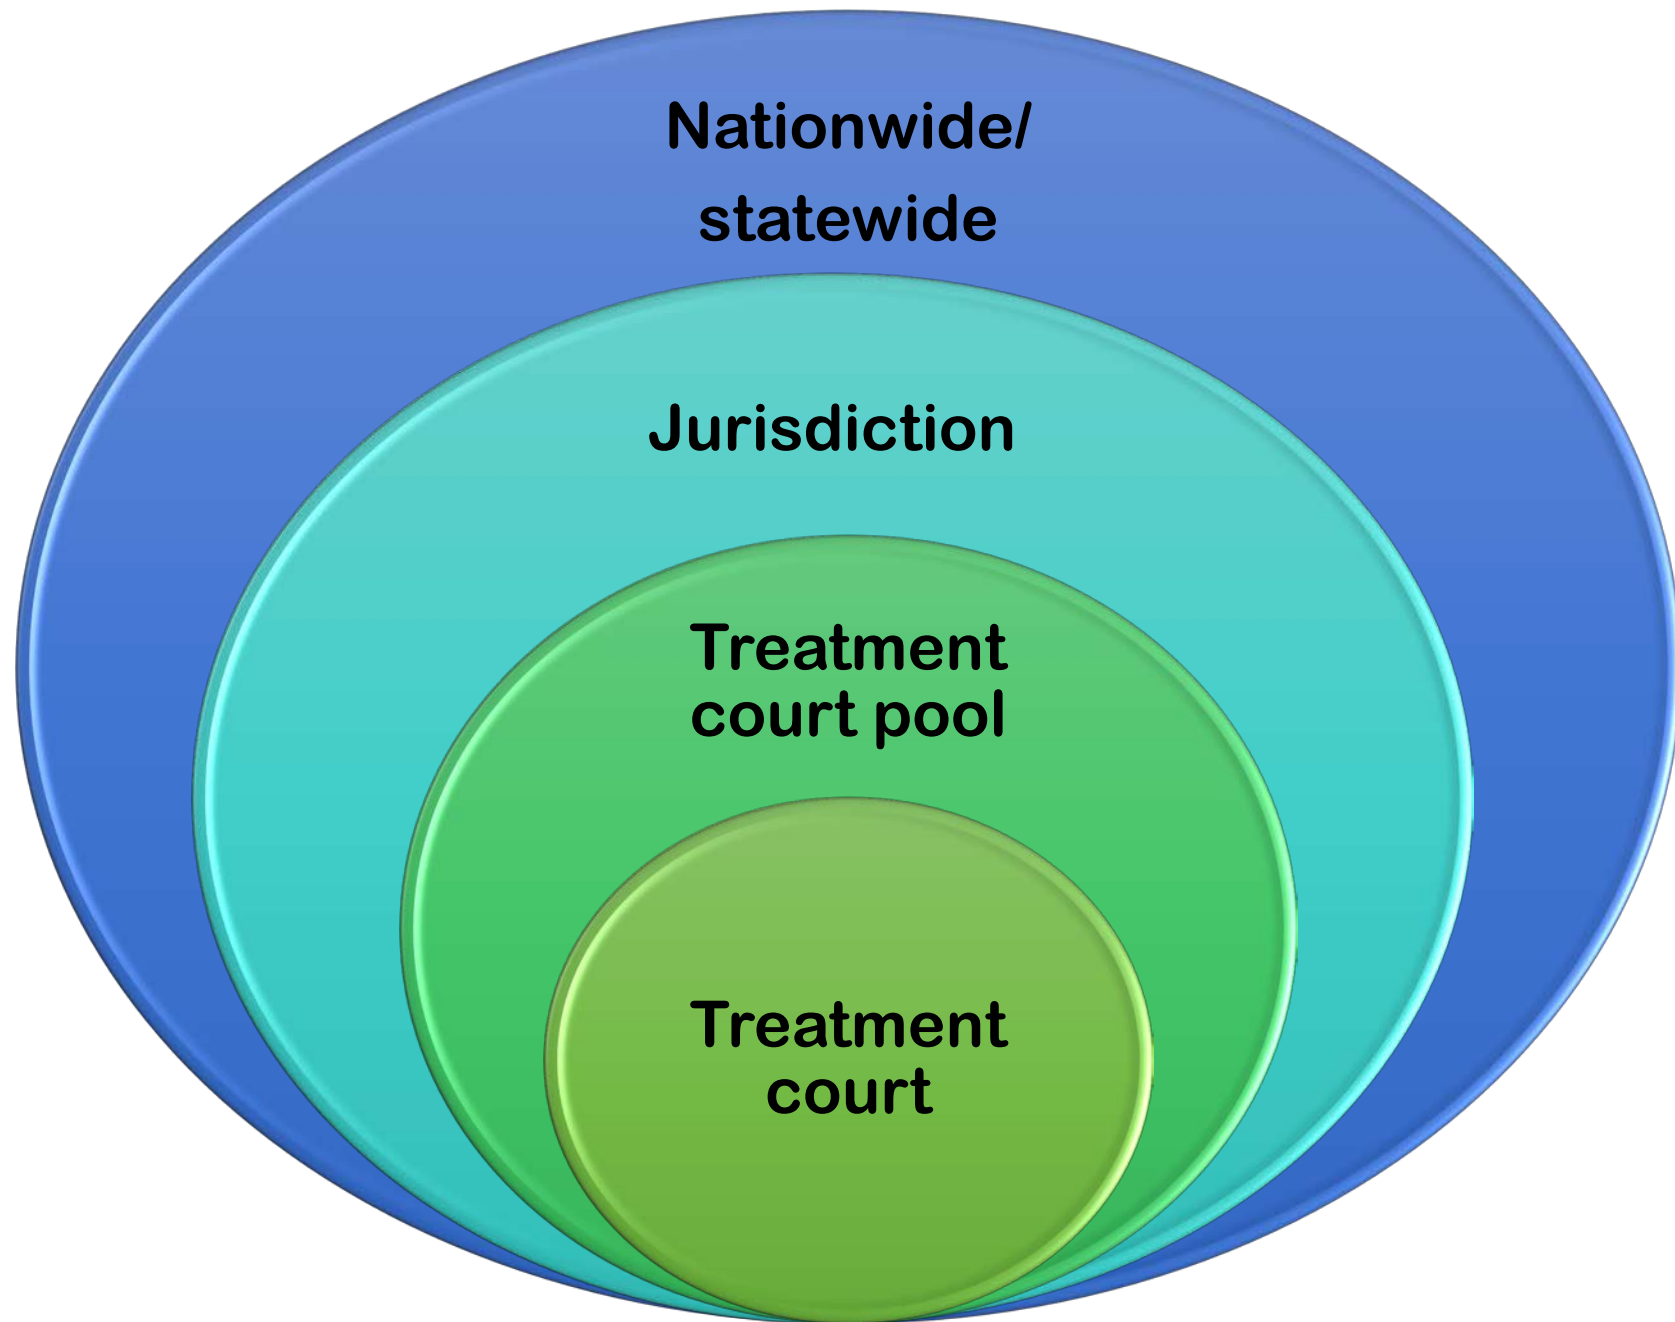 Nationwide/
statewide
Jurisdiction
Treatment
court pool
Treatment
court